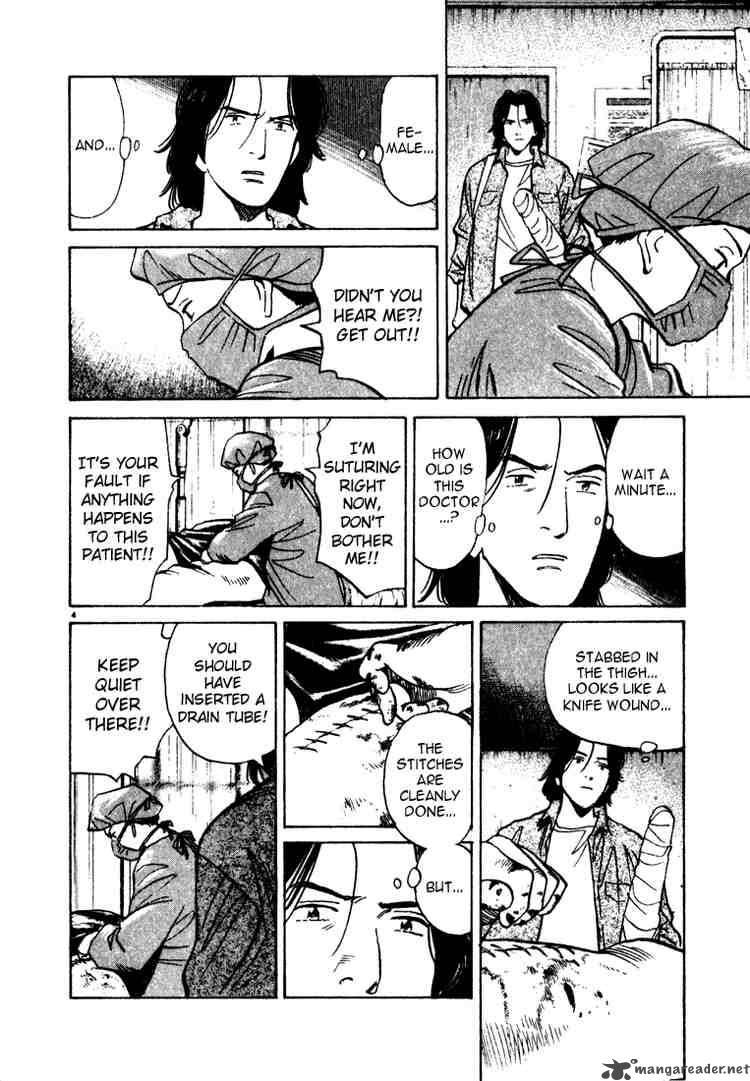 FE-
MALE...
AND...
DIDN'T YOU
HEAR ME?!
GET OUT!!
WAIT A
MINUTE...
HOW
OLD IS
THIS
DOCTOR
...?
I'M
SUTURING
RIGHT
NOW,
DON'T
BOTHER
ME!!
IT'S YOUR
FAULT IF
ANYTHING
HAPPENS
TO THIS
PATIENT!!
4
STABBED IN
THE THIGH...
...LOOKS LIKE
A KNIFE
WOUND...
THE
STITCHES
ARE
CLEANLY
DONE...
BUT...
YOU
SHOULD
HAVE
INSERTED A
DRAIN TUBE!
KEEP
QUIET
OVER
THERE!!
mangareader.net